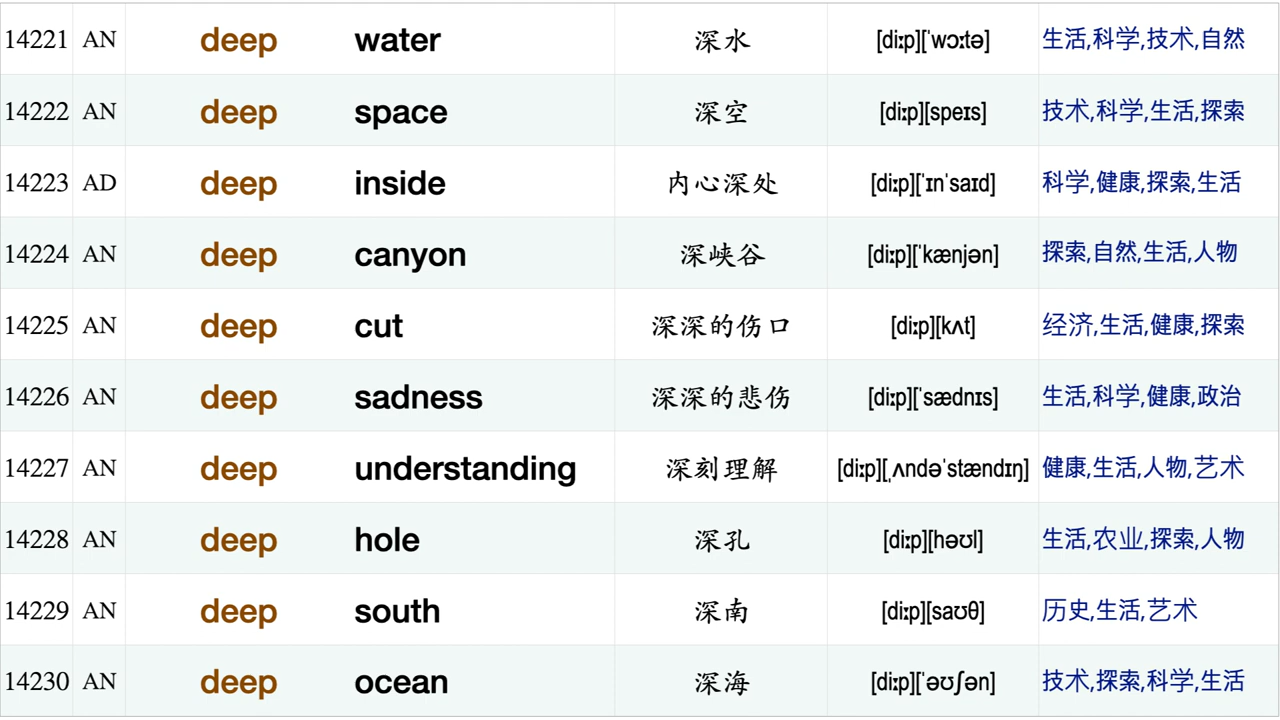 14221 AN deep water 深水 [diːp][ˈwɔːtə] 生活,科学,技术,自然
14222 AN deep space 深空 [diːp][speɪs] 技术,科学,生活,探索
14223 AD deep inside 内心深处 [diːp][ˈɪnˈsaɪd] 科学,健康,探索,生活
14224 AN deep canyon 深峡谷 [diːp][ˈkænjən] 探索,自然,生活,人物
14225 AN deep cut 深深的伤口 [diːp][kʌt] 经济,生活,健康,探索
14226 AN deep sadness 深深的悲伤 [diːp][ˈsædnɪs] 生活,科学,健康,政治
14227 AN deep understanding 深刻理解 [diːp][ˌʌndəˈstændɪŋ] 健康,生活,人物,艺术
14228 AN deep hole 深孔 [diːp][həʊl] 生活,农业,探索,人物
14229 AN deep south 深南 [diːp][saʊθ] 历史,生活,艺术
14230 AN deep ocean 深海 [diːp][ˈəʊʃən] 技术,探索,科学,生活